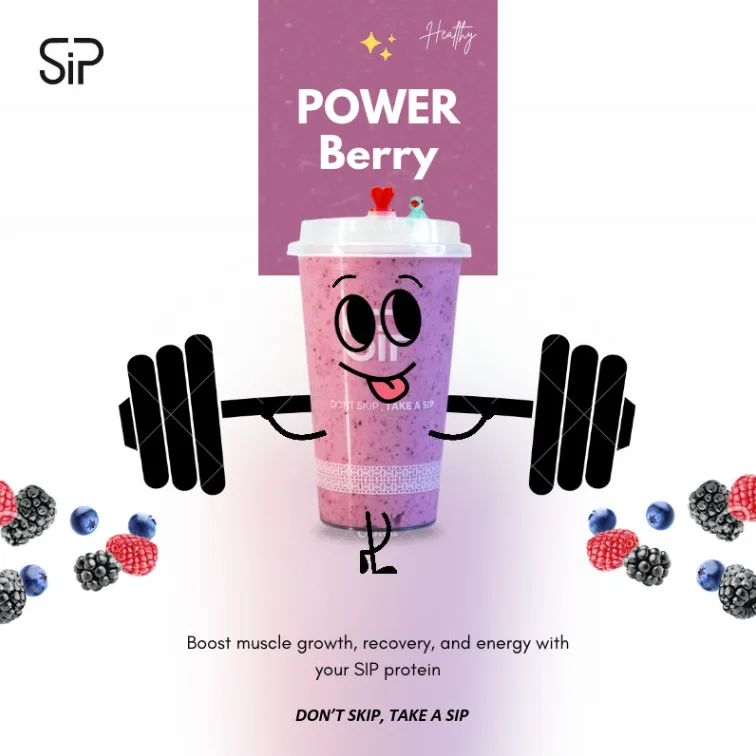 SiP
Healthy
POWER
Berry
SiP
DON'T SKIP, TAKE A SIP
Boost muscle growth, recovery, and energy with
your SIP protein
DON'T SKIP, TAKE A SIP